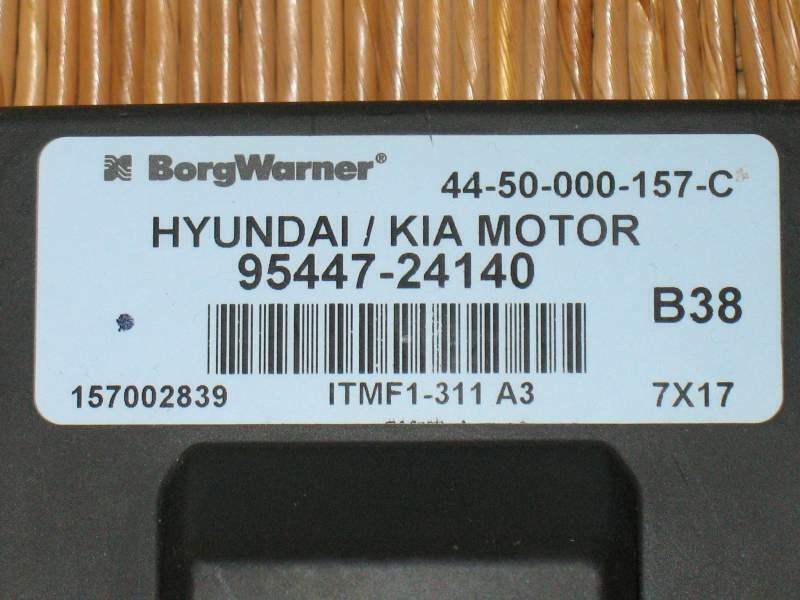 BorgWarner®
44-50-000-157-C
HYUNDAI / KIA MOTOR
95447-24140
B38
157002839
ITMF1-311 A3
7X17